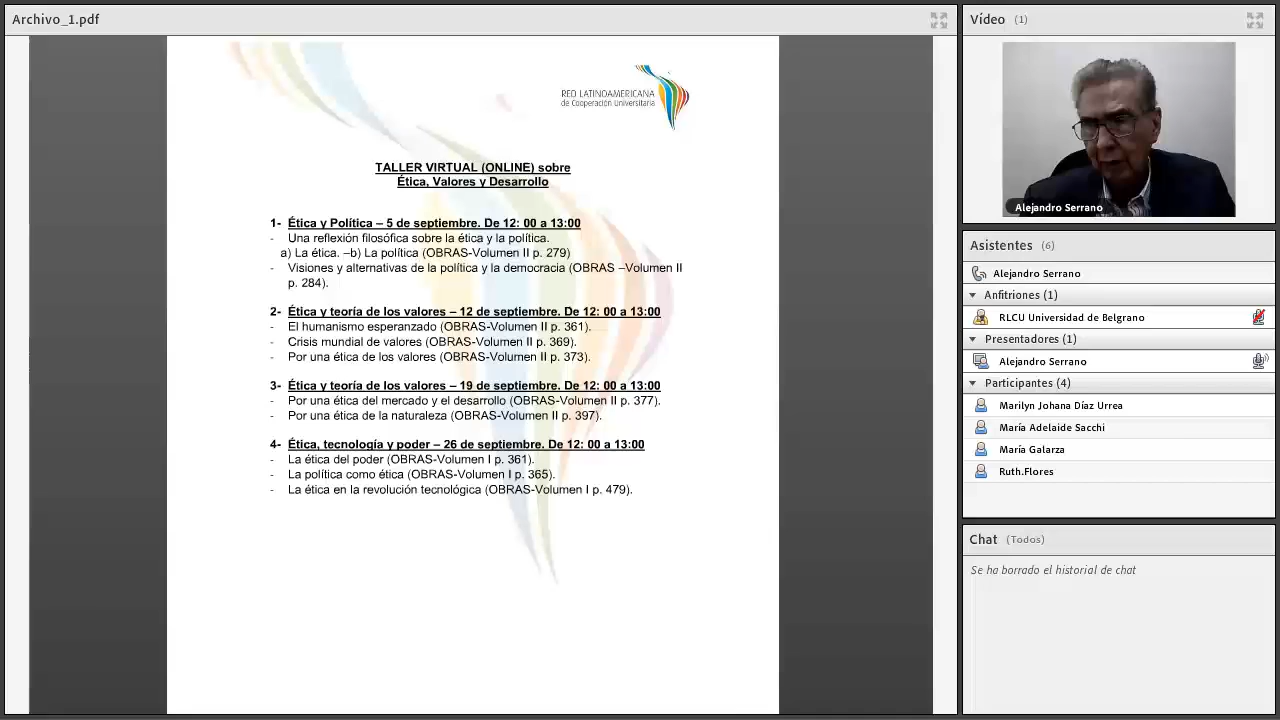 Archivo_1.pdf
RED LATINOAMERICANA
de Cooperación Universitaria
TALLER VIRTUAL (ONLINE) sobre
Ética, Valores y Desarrollo
1- Ética y Política – 5 de septiembre. De 12: 00 a 13:00
- Una reflexión filosófica sobre la ética y la política.
a) La ética. –b) La política (OBRAS-Volumen II p. 279)
- Visiones y alternativas de la política y la democracia (OBRAS –Volumen II
p. 284).
2- Ética y teoría de los valores – 12 de septiembre. De 12: 00 a 13:00
- El humanismo esperanzado (OBRAS-Volumen II p. 361).
- Crisis mundial de valores (OBRAS-Volumen II p. 369).
- Por una ética de los valores (OBRAS-Volumen II p. 373).
3- Ética y teoría de los valores – 19 de septiembre. De 12: 00 a 13:00
- Por una ética del mercado y el desarrollo (OBRAS-Volumen II p. 377).
- Por una ética de la naturaleza (OBRAS-Volumen II p. 397).
4- Ética, tecnología y poder – 26 de septiembre. De 12: 00 a 13:00
- La ética del poder (OBRAS-Volumen I p. 361).
- La política como ética (OBRAS-Volumen I p. 365).
- La ética en la revolución tecnológica (OBRAS-Volumen I p. 479).
Vídeo (1)
Alejandro Serrano
Asistentes (6)
Alejandro Serrano
Anfitriones (1)
RLCU Universidad de Belgrano
Presentadores (1)
Alejandro Serrano
Participantes (4)
Marilyn Johana Díaz Urrea
María Adelaide Sacchi
María Galarza
Ruth.Flores
Chat (Todos)
Se ha borrado el historial de chat